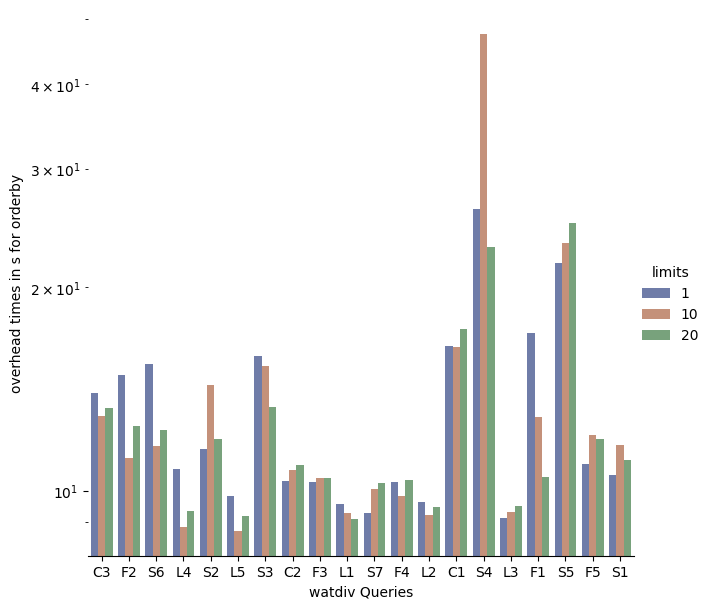 overhead times in s for orderby
4 × 10¹
3 × 10¹
2 × 10¹
10¹
C3 F2 S6 L4 S2 L5 S3 C2 F3 L1 S7 F4 L2 C1 S4 L3 F1 S5 F5 S1
watdiv Queries
limits
1
10
20